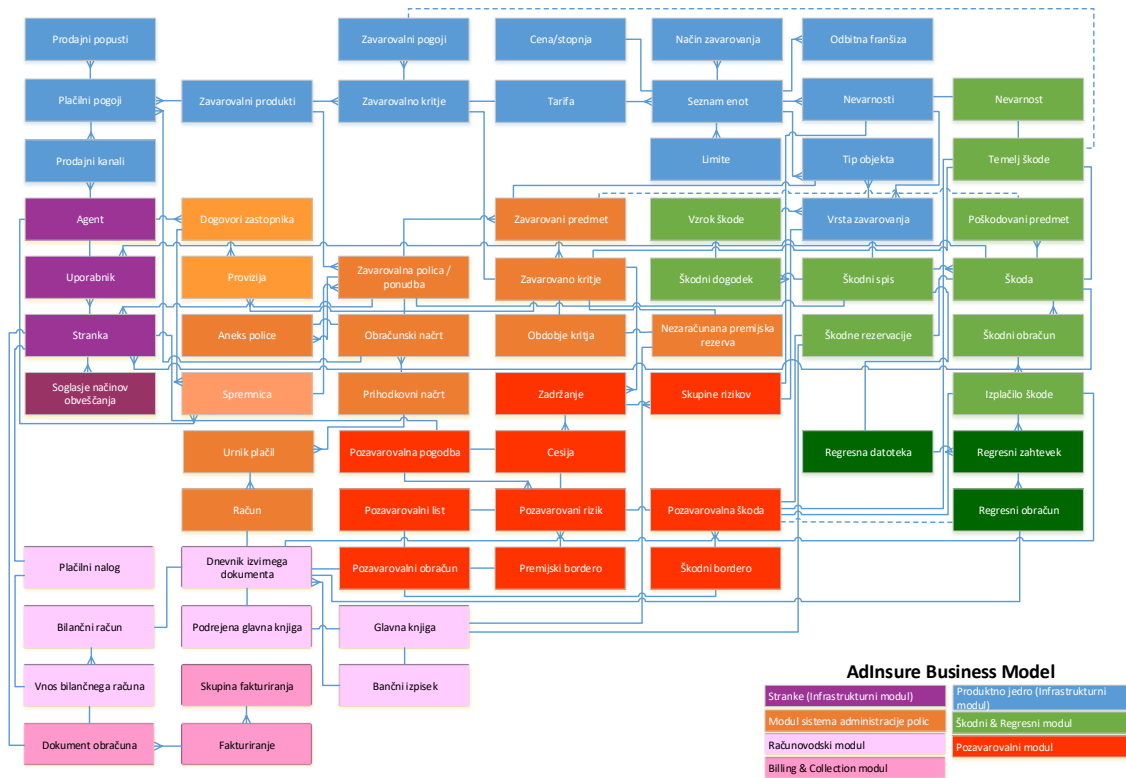 Prodajni popusti
Zavarovalni pogoji
Cena/stopnja
Način zavarovanja
Odbitna franšiza
Plačilni pogoji
Zavarovalni produkti
Zavarovalno kritje
Tarifa
Seznam enot
Nevarnosti
Nevarnost
Prodajni kanali
Limite
Tip objekta
Temelj škode
Agent
Dogovori zastopnika
Zavarovani predmet
Vzrok škode
Vrsta zavarovanja
Poškodovani predmet
Uporabnik
Provizija
Zavarovalna polica /
ponudba
Zavarovano kritje
Škodni dogodek
Škodni spis
Škoda
Stranka
Aneks police
Obračunski načrt
Obdobje kritja
Nezaračunana premijska
rezerva
Škodne rezervacije
Škodni obračun
Soglasje načinov
obveščanja
Spremnica
Prihodkovni načrt
Zadržanje
Skupine rizikov
Izplačilo škode
Urnik plačil
Pozavarovalna pogodba
Cesija
Regresna datoteka
Regresni zahtevek
Račun
Pozavarovalni list
Pozavarovani rizik
Pozavarovalna škoda
Regresni obračun
Plačilni nalog
Dnevnik izvirnega
dokumenta
Pozavarovalni obračun
Premijski bordero
Škodni bordero
Bilančni račun
Podrejena glavna knjiga
Glavna knjiga
Vnos bilančnega računa
Skupina fakturiranja
Bančni izpisek
Dokument obračuna
Fakturiranje
AdInsure Business Model
Stranke (Infrastrukturni modul)
Produktno jedro (Infrastrukturni
modul)
Modul sistema administracije polic
Škodni & Regresni modul
Računovodski modul
Pozavarovalni modul
Billing & Collection modul